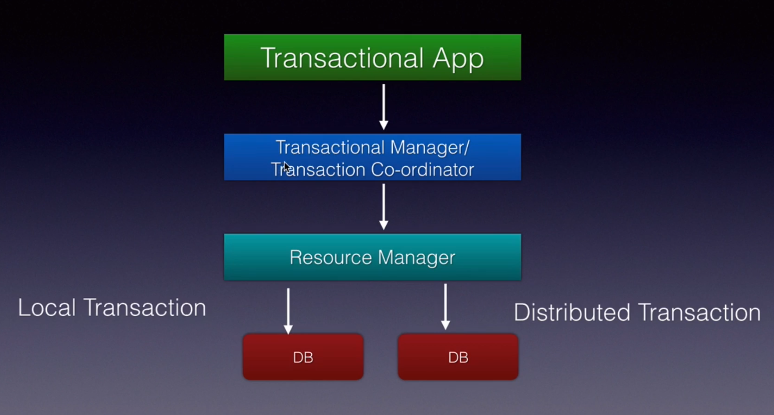 Transactional App
Transactional Manager/
Transaction Co-ordinator
Resource Manager
Local Transaction
Distributed Transaction
DB
DB